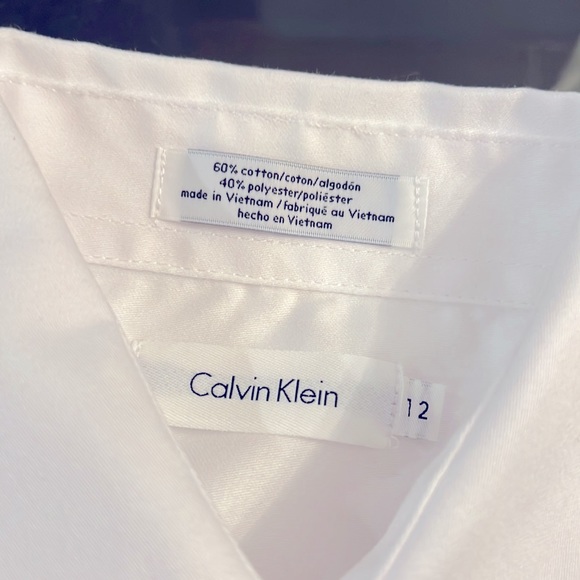 60% cotton/coton/algodón
40% polyester/poliéster
made in Vietnam / fabriqué au Vietnam
hecho en Vietnam
Calvin Klein
12